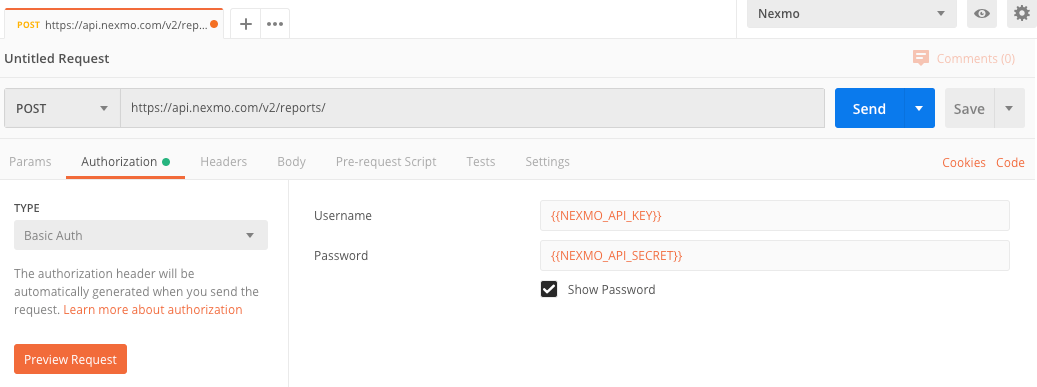 POST https://api.nexmo.com/v2/rep... + •••
Nexmo
Untitled Request
Comments (0)
POST
https://api.nexmo.com/v2/reports/
Send
Save
Params Authorization Headers Body Pre-request Script Tests Settings
Cookies Code
TYPE
Basic Auth
The authorization header will be
automatically generated when you send the
request. Learn more about authorization
Preview Request
Username
{{NEXMO_API_KEY}}
Password
{{NEXMO_API_SECRET}}
Show Password